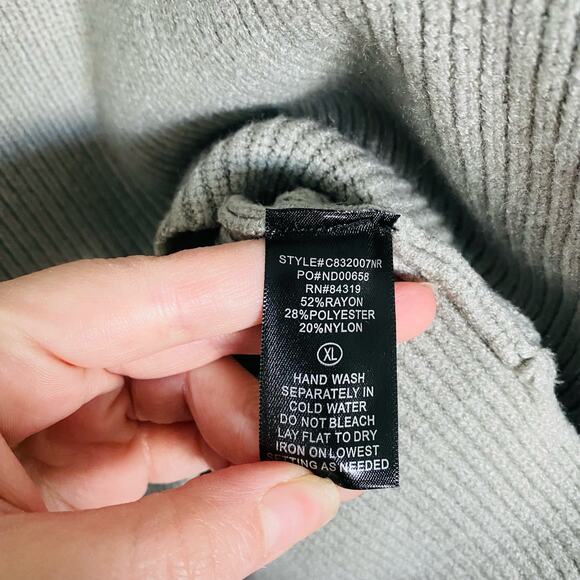 STYLE#C832007NR
PO#ND00658
RN#84319
52%RAYON
28%POLYESTER
20%NYLON
XL
HAND WASH
SEPARATELY IN
COLD WATER
DO NOT BLEACH
LAY FLAT TO DRY
IRON ON LOWEST
SETTING AS NEEDED